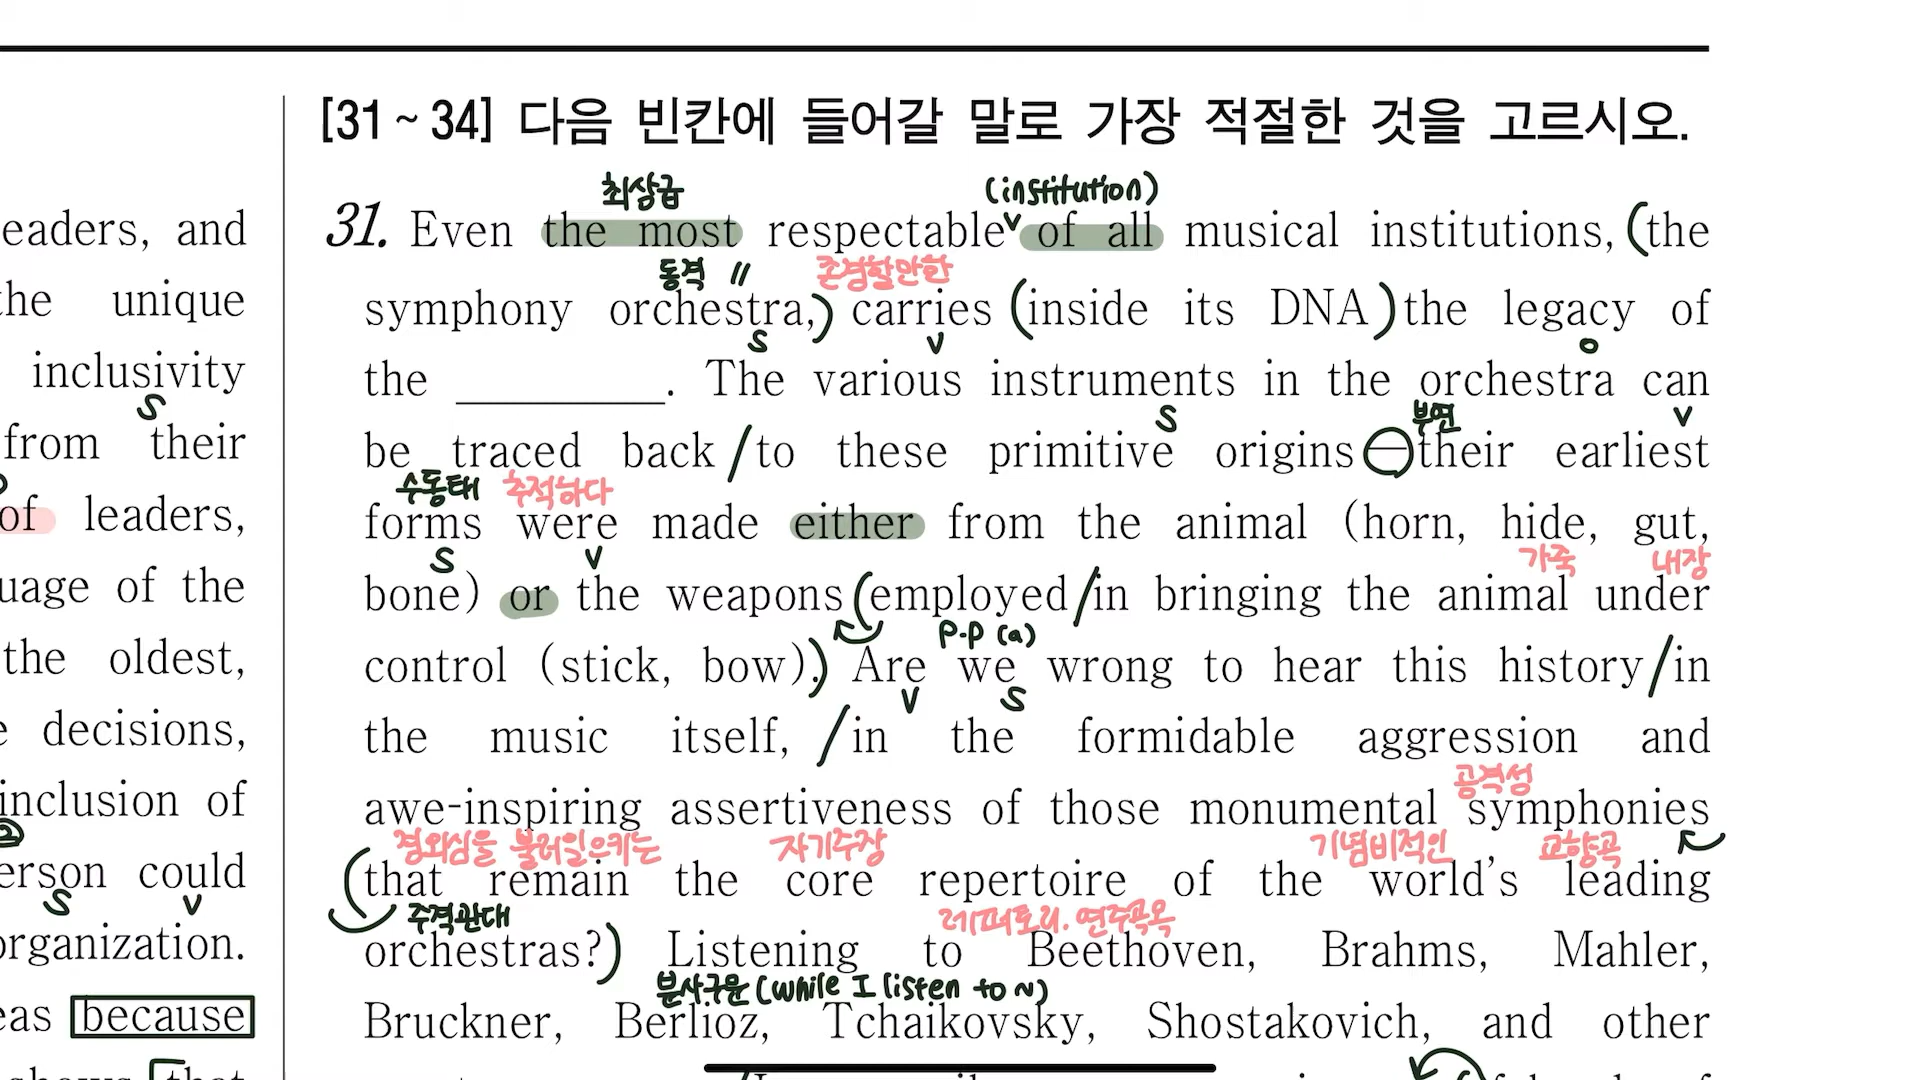 [31~34] 다음 빈칸에 들어갈 말로 가장 적절한 것을 고르시오.
최상급 (institution)
31. Even the most respectable of all musical institutions, (the
동격 // 존경할만한
symphony orchestra,) carries (inside its DNA) the legacy of
S V O
the ________. The various instruments in the orchestra can
S 부연 V
be traced back / to these primitive origins — their earliest
수동태 추적하다
forms were made either from the animal (horn, hide, gut,
S V 가죽 내장
bone) or the weapons (employed / in bringing the animal under
P.P (a)
control (stick, bow).) Are we wrong to hear this history / in
V S
the music itself, / in the formidable aggression and
공격성
awe-inspiring assertiveness of those monumental symphonies
경외심을 불러일으키는 자기주장 기념비적인 교향곡
(that remain the core repertoire of the world's leading
주격관대 레퍼토리. 연주곡목
orchestras?) Listening to Beethoven, Brahms, Mahler,
분사구문 (while I listen to ~)
Bruckner, Berlioz, Tchaikovsky, Shostakovich, and other
eaders, and
the unique
inclusivity
S
from their
of leaders,
uage of the
the oldest,
e decisions,
inclusion of
erson could
S V
organization.
eas because
that